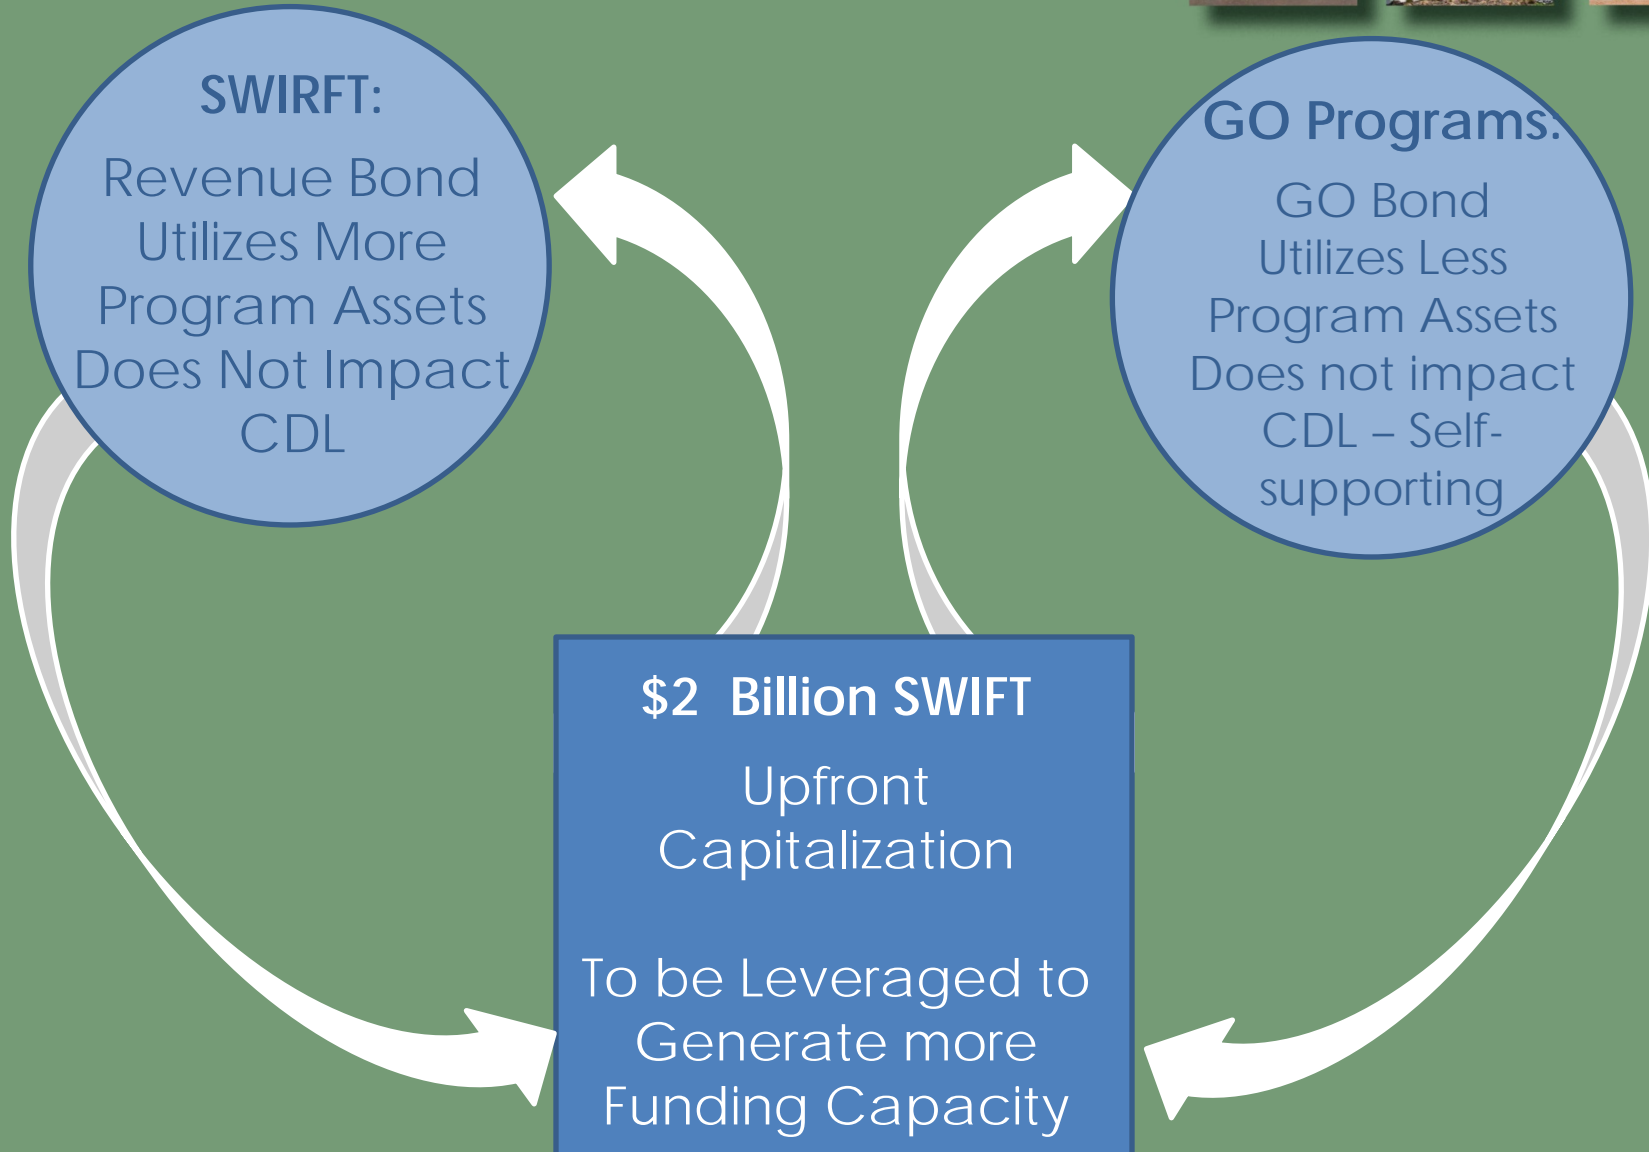 SWIRFT:
Revenue Bond
Utilizes More
Program Assets
Does Not Impact
CDL
GO Programs:
GO Bond
Utilizes Less
Program Assets
Does not impact
CDL – Self-
supporting
$2 Billion SWIFT
Upfront
Capitalization
To be Leveraged to
Generate more
Funding Capacity